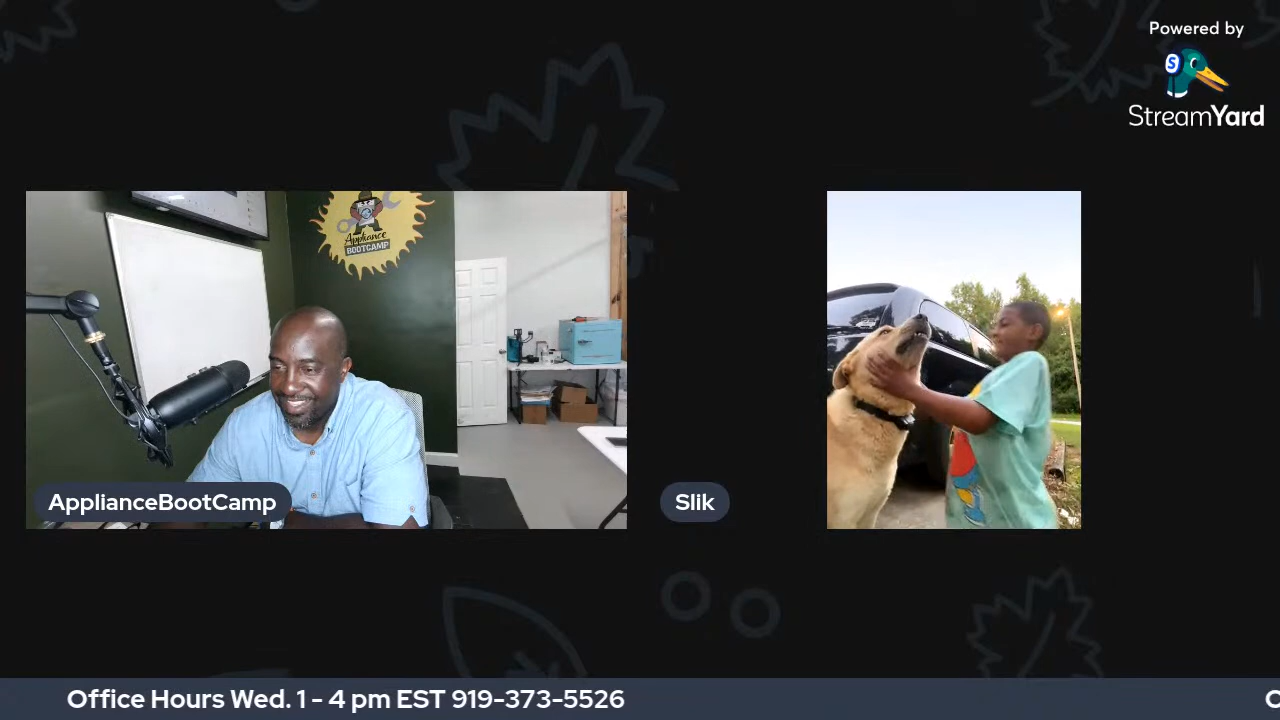 Powered by
S
StreamYard
Appliance
BOOTCAMP
ApplianceBootCamp
Slik
Office Hours Wed. 1 - 4 pm EST 919-373-5526